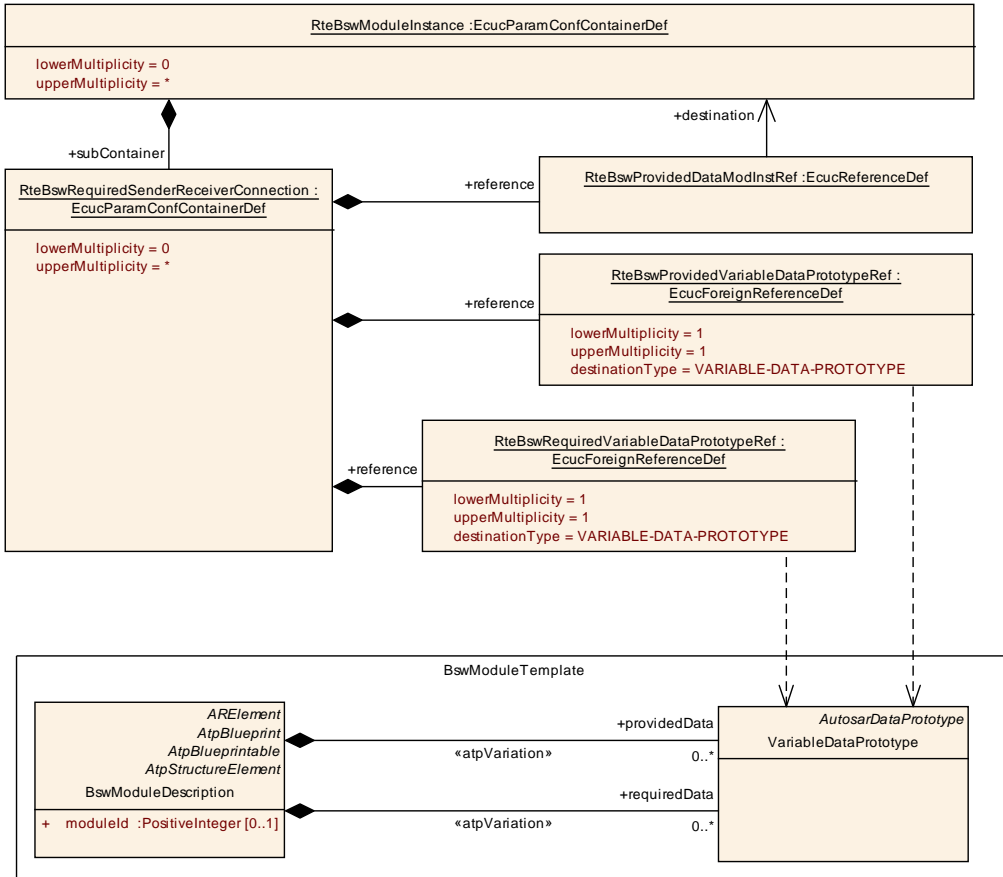 RteBswModuleInstance :EcucParamConfContainerDef
lowerMultiplicity = 0
upperMultiplicity = *
+destination
+subContainer
RteBswRequiredSenderReceiverConnection :
EcucParamConfContainerDef
lowerMultiplicity = 0
upperMultiplicity = *
+reference
RteBswProvidedDataModInstRef :EcucReferenceDef
+reference
RteBswProvidedVariableDataPrototypeRef :
EcucForeignReferenceDef
lowerMultiplicity = 1
upperMultiplicity = 1
destinationType = VARIABLE-DATA-PROTOTYPE
+reference
RteBswRequiredVariableDataPrototypeRef :
EcucForeignReferenceDef
lowerMultiplicity = 1
upperMultiplicity = 1
destinationType = VARIABLE-DATA-PROTOTYPE
BswModuleTemplate
ARElement
AtpBlueprint
AtpBlueprintable
AtpStructureElement
BswModuleDescription
+ moduleId :PositiveInteger [0..1]
+providedData
«atpVariation»
0..*
+requiredData
«atpVariation»
0..*
AutosarDataPrototype
VariableDataPrototype